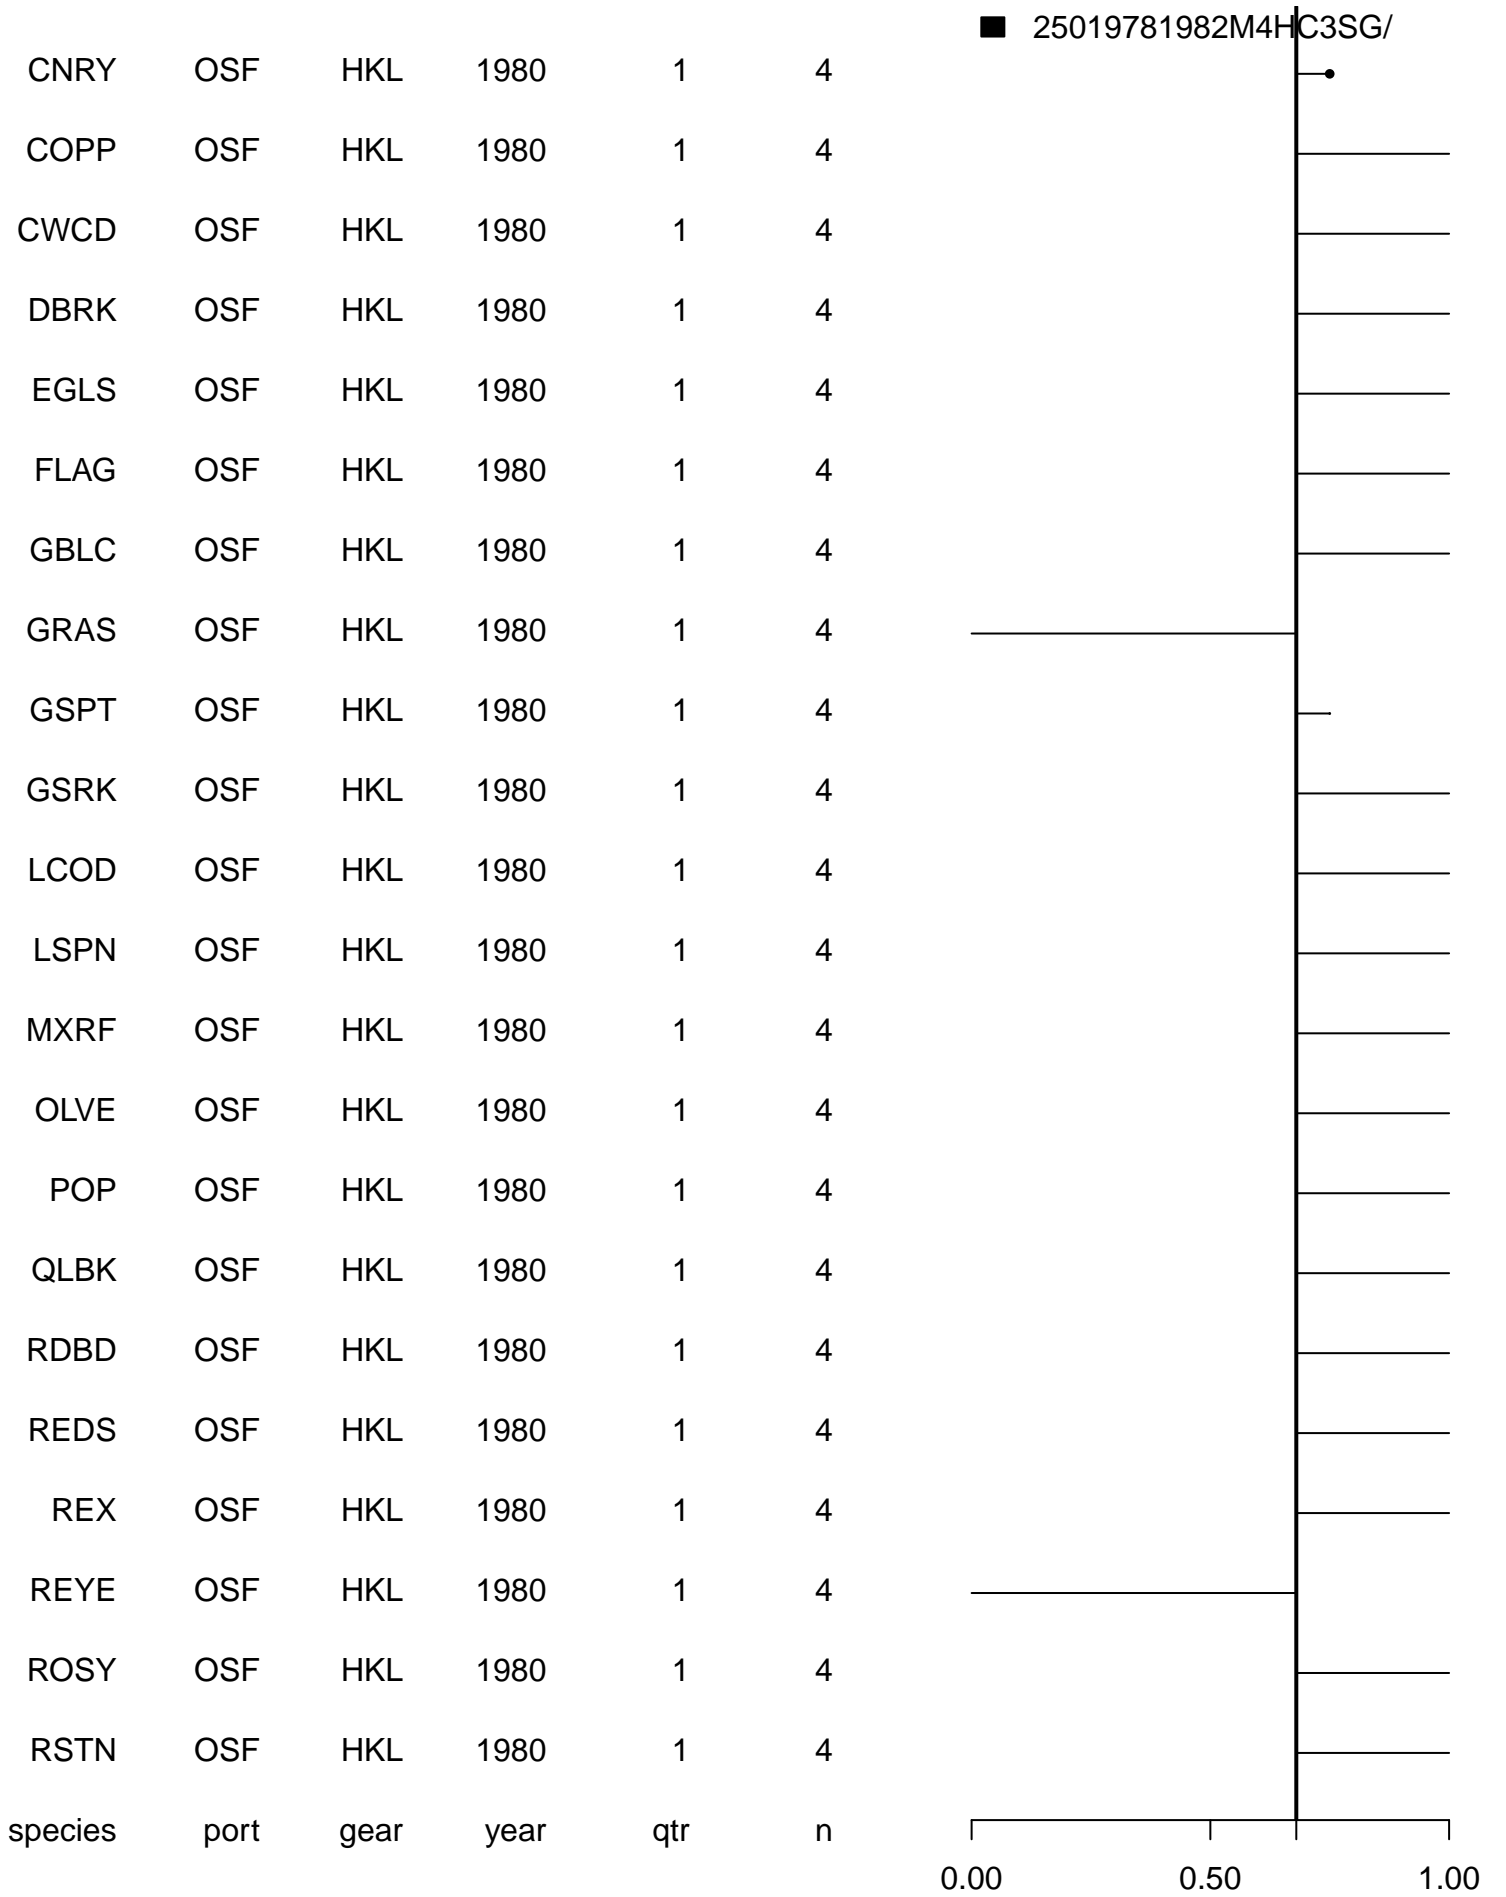 25019781982M4HC3SG/
CNRY OSF HKL 1980 1 4
COPP OSF HKL 1980 1 4
CWCD OSF HKL 1980 1 4
DBRK OSF HKL 1980 1 4
EGLS OSF HKL 1980 1 4
FLAG OSF HKL 1980 1 4
GBLC OSF HKL 1980 1 4
GRAS OSF HKL 1980 1 4
GSPT OSF HKL 1980 1 4
GSRK OSF HKL 1980 1 4
LCOD OSF HKL 1980 1 4
LSPN OSF HKL 1980 1 4
MXRF OSF HKL 1980 1 4
OLVE OSF HKL 1980 1 4
POP OSF HKL 1980 1 4
QLBK OSF HKL 1980 1 4
RDBD OSF HKL 1980 1 4
REDS OSF HKL 1980 1 4
REX OSF HKL 1980 1 4
REYE OSF HKL 1980 1 4
ROSY OSF HKL 1980 1 4
RSTN OSF HKL 1980 1 4
species port gear year qtr n
0.00 0.50 1.00